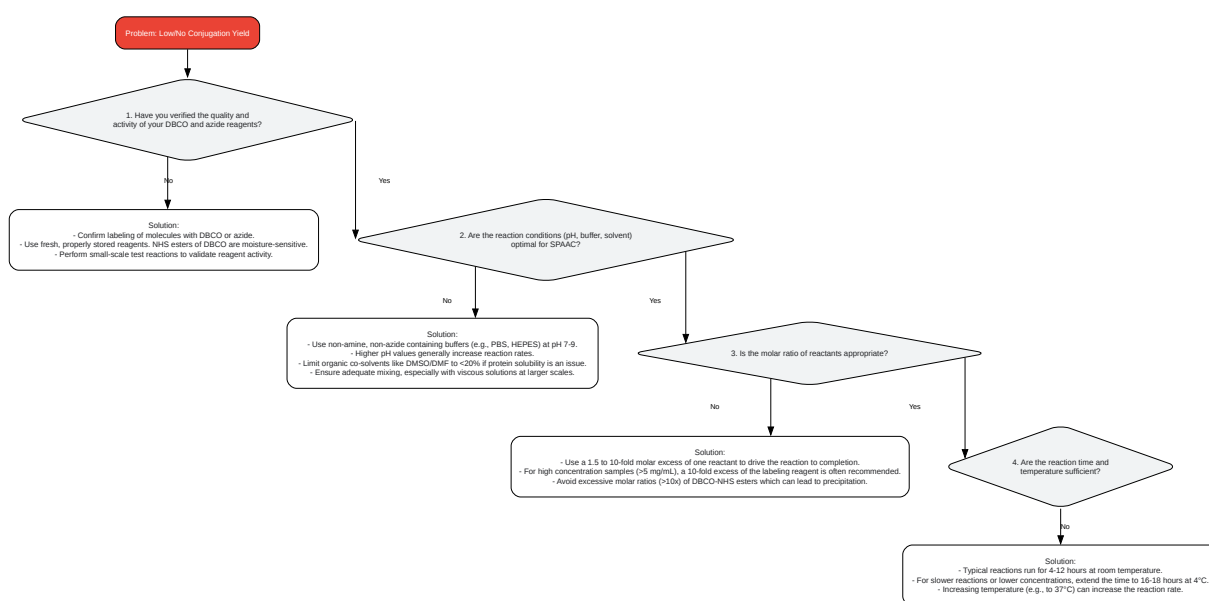 Problem: Low/No Conjugation Yield
1. Have you verified the quality and
activity of your DBCO and azide reagents?
No
Yes
Solution:
- Confirm labeling of molecules with DBCO or azide.
- Use fresh, properly stored reagents. NHS esters of DBCO are moisture-sensitive.
- Perform small-scale test reactions to validate reagent activity.
2. Are the reaction conditions (pH, buffer, solvent)
optimal for SPAAC?
No
Yes
Solution:
- Use non-amine, non-azide containing buffers (e.g., PBS, HEPES) at pH 7-9.
- Higher pH values generally increase reaction rates.
- Limit organic co-solvents like DMSO/DMF to <20% if protein solubility is an issue.
- Ensure adequate mixing, especially with viscous solutions at larger scales.
3. Is the molar ratio of reactants appropriate?
No
Yes
Solution:
- Use a 1.5 to 10-fold molar excess of one reactant to drive the reaction to completion.
- For high concentration samples (>5 mg/mL), a 10-fold excess of the labeling reagent is often recommended.
- Avoid excessive molar ratios (>10x) of DBCO-NHS esters which can lead to precipitation.
4. Are the reaction time and
temperature sufficient?
No
Solution:
- Typical reactions run for 4-12 hours at room temperature.
- For slower reactions or lower concentrations, extend the time to 16-18 hours at 4°C.
- Increasing temperature (e.g., to 37°C) can increase the reaction rate.